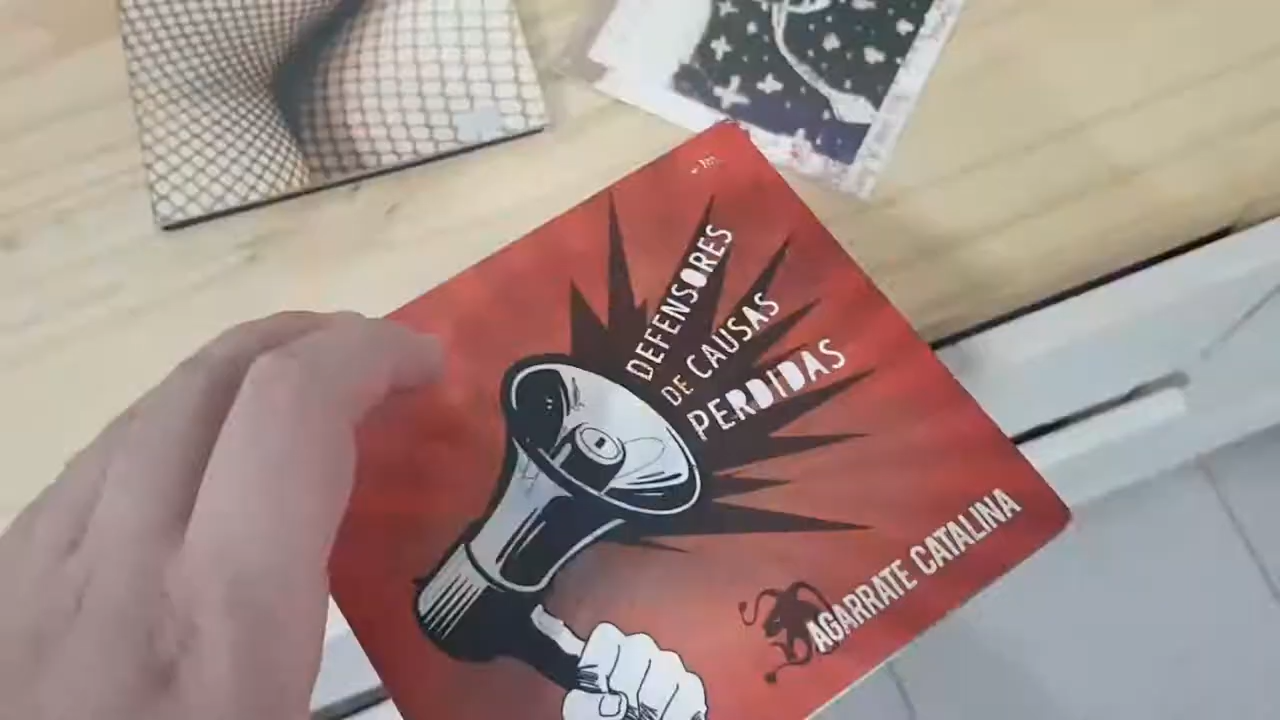 DEFENSORES
DE CAUSAS
PERDIDAS
AGARRATE CATALINA